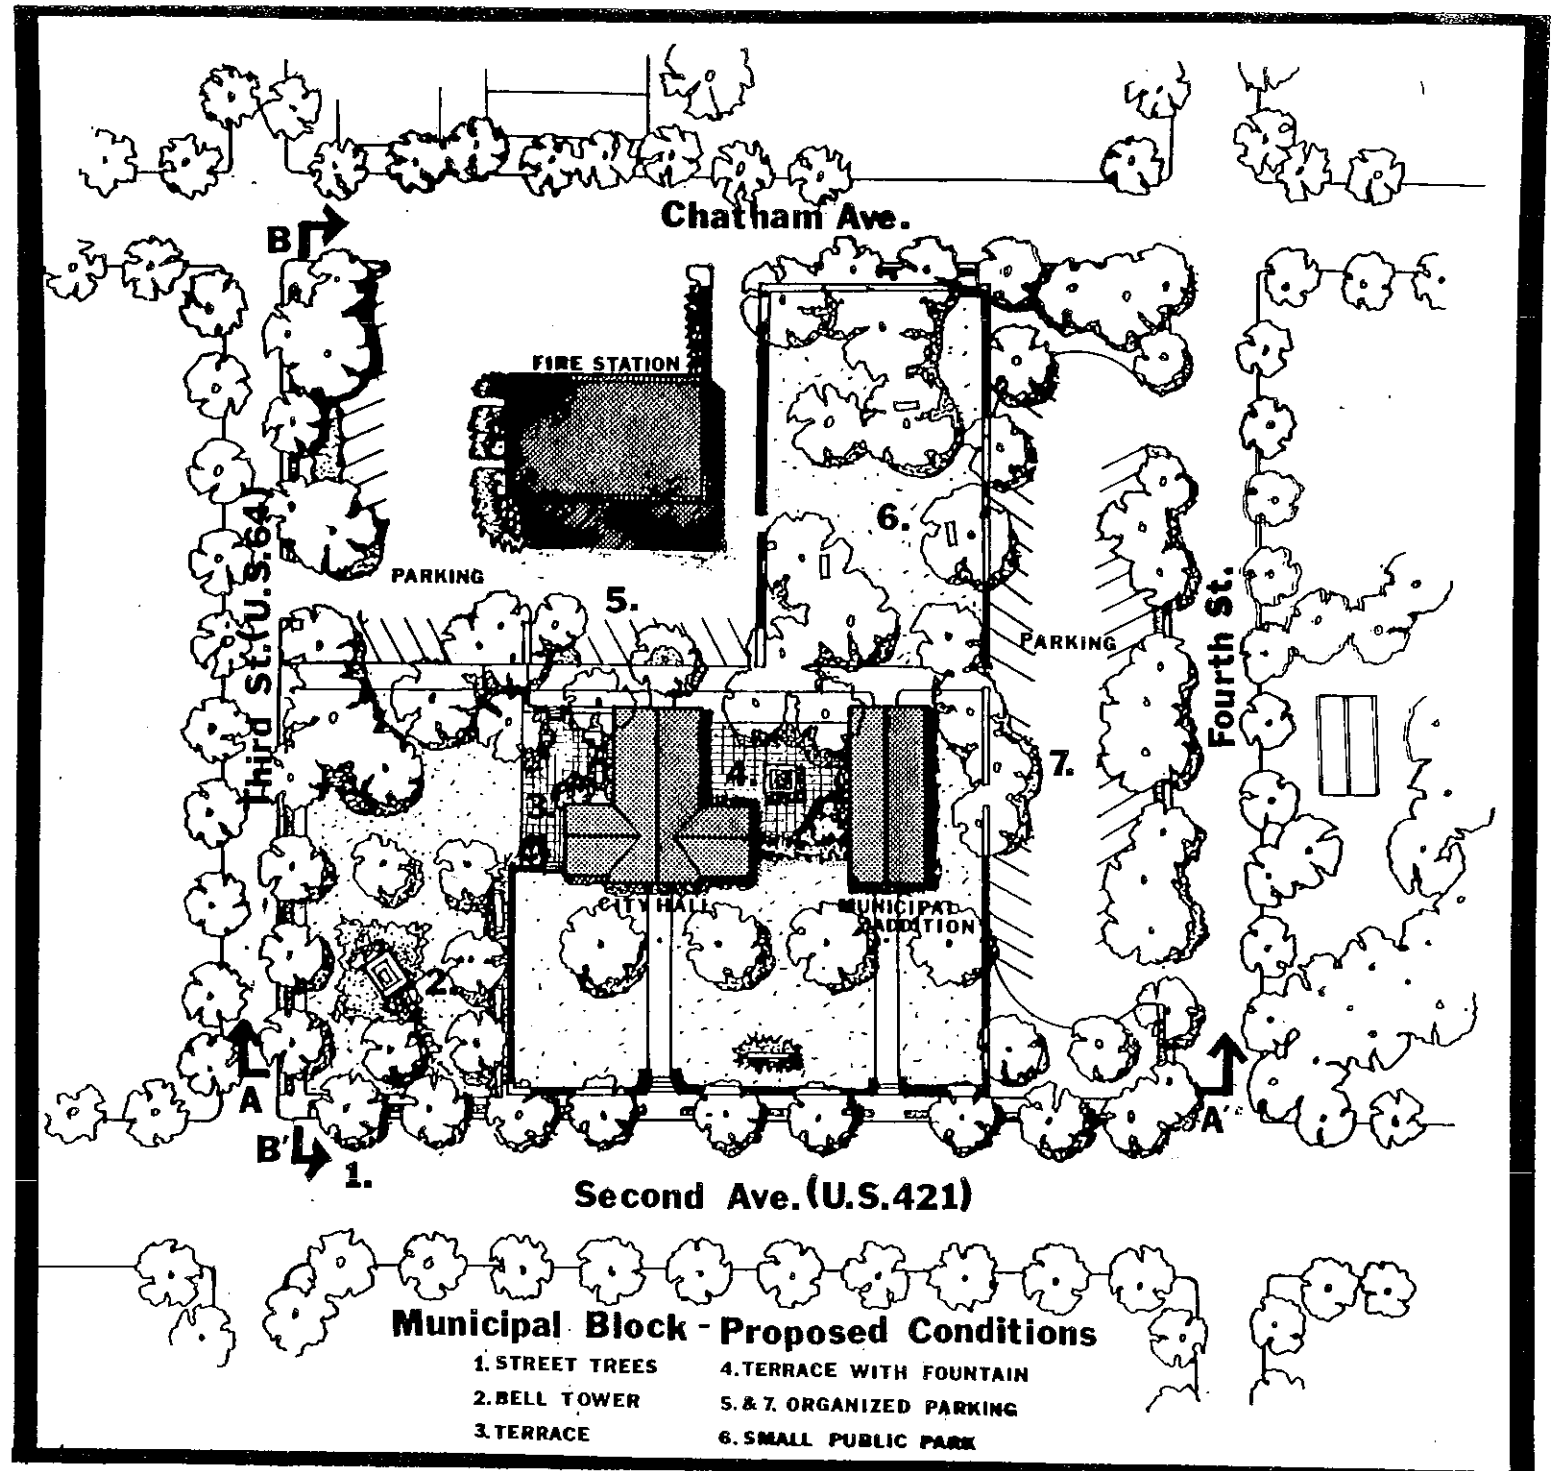 Chatham Ave.
B
FIRE STATION
6.
Third St.(U.S.64)
PARKING
5.
PARKING
Fourth St.
4.
7.
3.
CITY HALL
MUNICIPAL
ADDITION
2.
A
A'
B'
1.
Second Ave.(U.S.421)
Municipal Block - Proposed Conditions
1. STREET TREES
2. BELL TOWER
3. TERRACE
4. TERRACE WITH FOUNTAIN
5. & 7. ORGANIZED PARKING
6. SMALL PUBLIC PARK